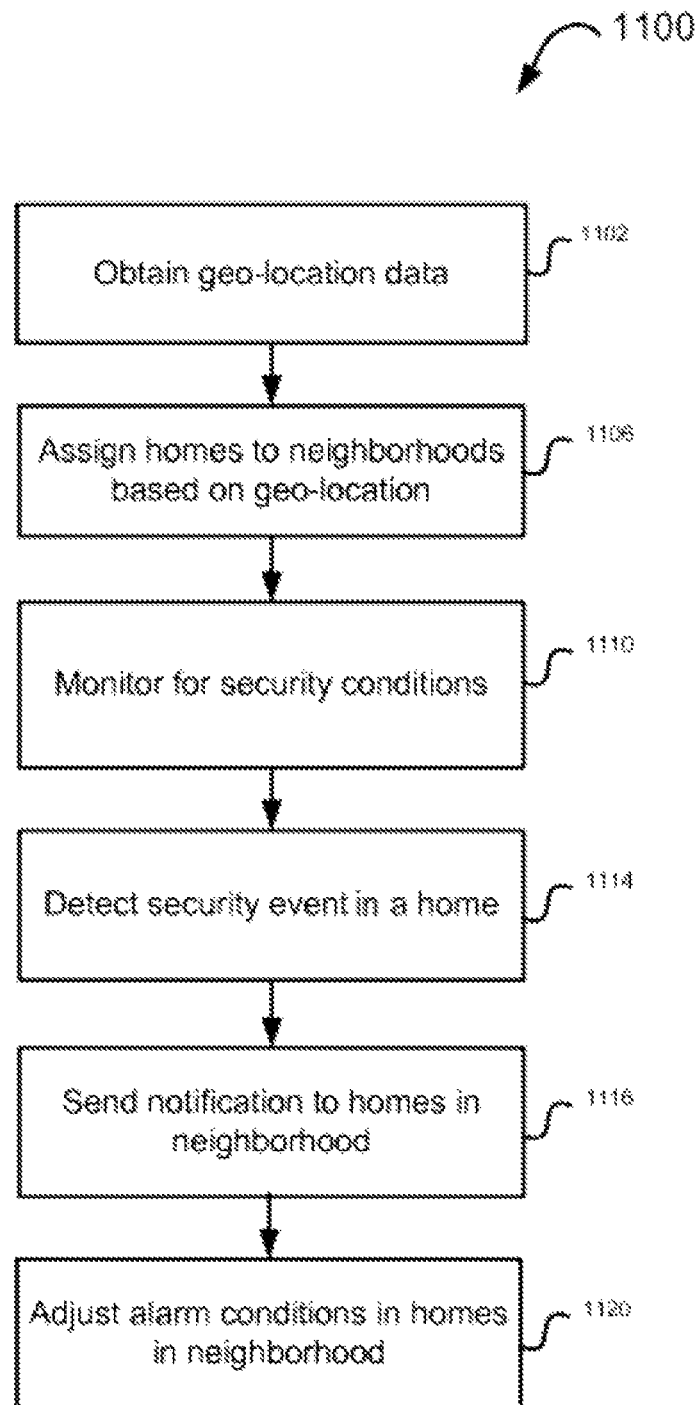 1100
Obtain geo-location data
1102
Assign homes to neighborhoods
based on geo-location
1106
Monitor for security conditions
1110
Detect security event in a home
1114
Send notification to homes in
neighborhood
1116
Adjust alarm conditions in homes
in neighborhood
1120